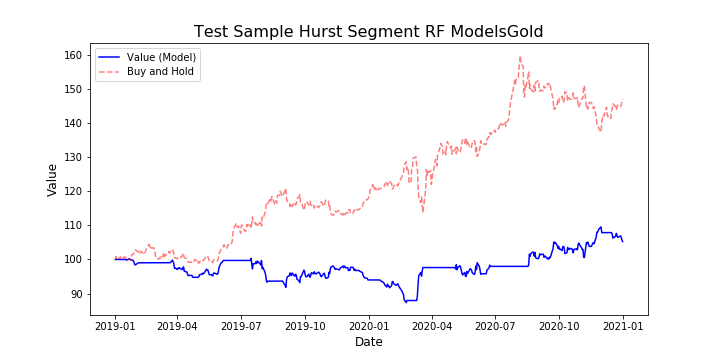 Test Sample Hurst Segment RF ModelsGold
Value (Model)
Buy and Hold
Value
160
150
140
130
120
110
100
90
2019-01 2019-04 2019-07 2019-10 2020-01 2020-04 2020-07 2020-10 2021-01
Date